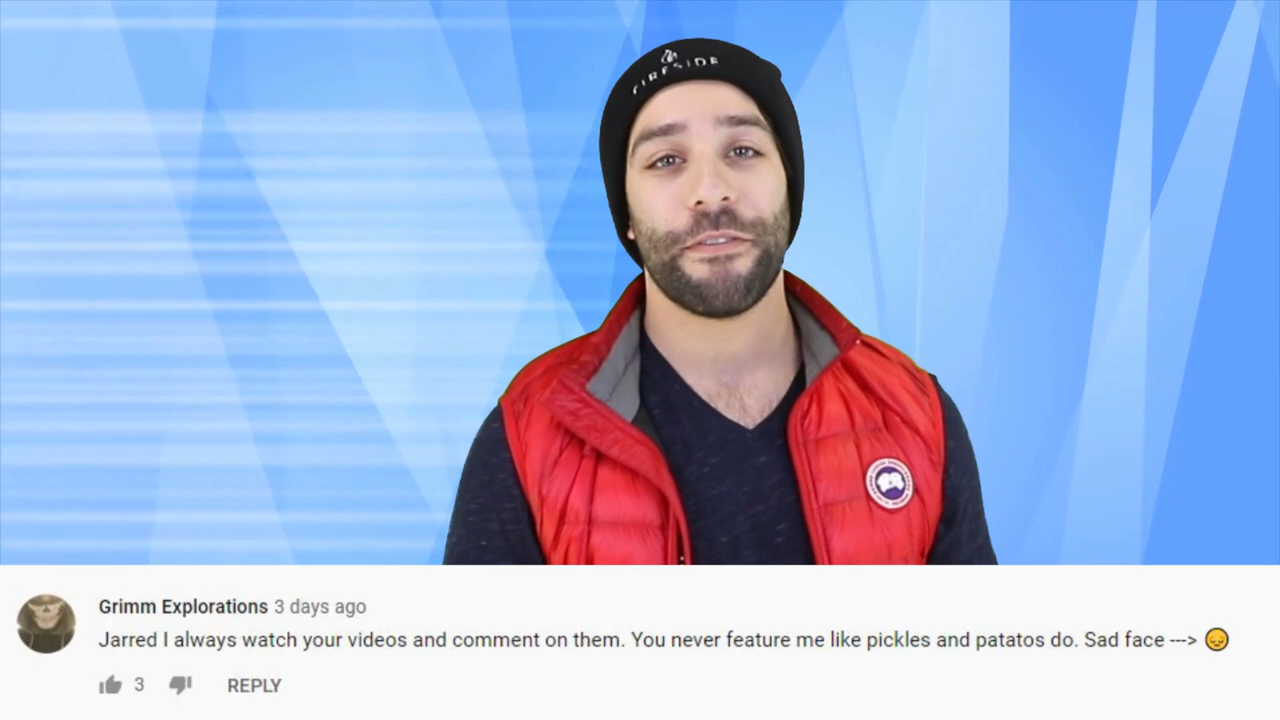 FIRESIDE
Grimm Explorations 3 days ago
Jarred I always watch your videos and comment on them. You never feature me like pickles and patatos do. Sad face ---> 😔
3
REPLY